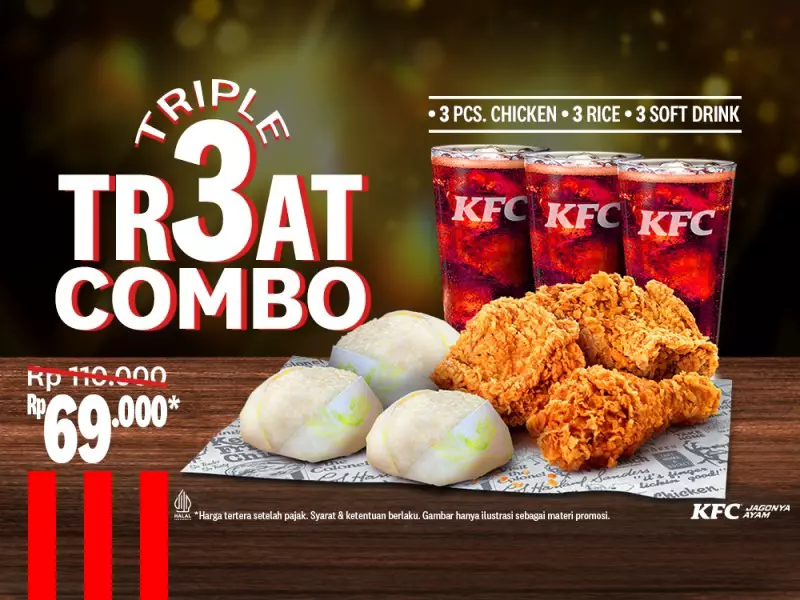 TRIPLE
TR3AT
COMBO
• 3 PCS. CHICKEN • 3 RICE • 3 SOFT DRINK
KFC
KFC
KFC
Rp 110.000
Rp 69.000*
HALAL
*Harga tertera setelah pajak. Syarat & ketentuan berlaku. Gambar hanya ilustrasi sebagai materi promosi.
KFC JAGONYA AYAM